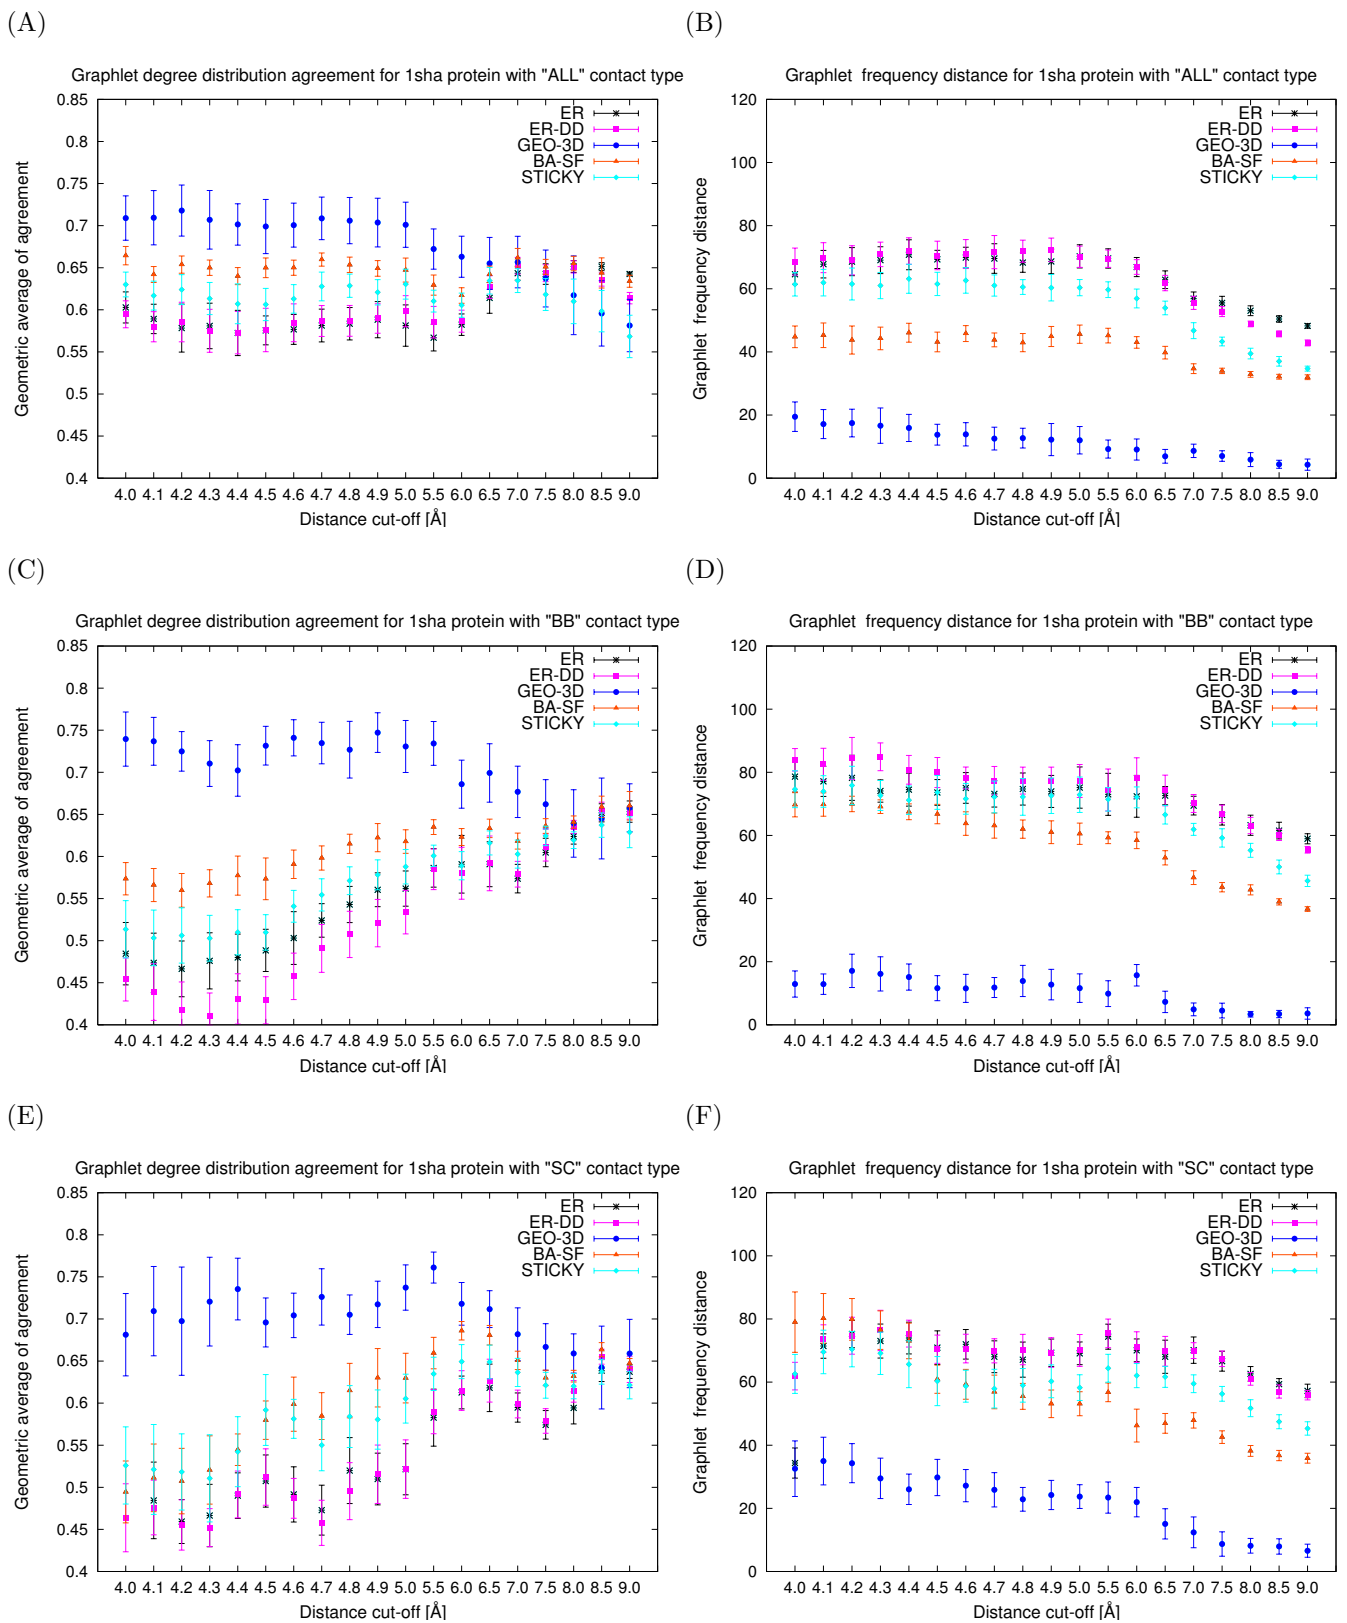 (A)
Graphlet degree distribution agreement for 1sha protein with "ALL" contact type
Geometric average of agreement
0.85
0.8
0.75
0.7
0.65
0.6
0.55
0.5
0.45
0.4
ER
ER-DD
GEO-3D
BA-SF
STICKY
4.0 4.1 4.2 4.3 4.4 4.5 4.6 4.7 4.8 4.9 5.0 5.5 6.0 6.5 7.0 7.5 8.0 8.5 9.0
Distance cut-off [Å]
(B)
Graphlet frequency distance for 1sha protein with "ALL" contact type
Graphlet frequency distance
120
100
80
60
40
20
0
ER
ER-DD
GEO-3D
BA-SF
STICKY
4.0 4.1 4.2 4.3 4.4 4.5 4.6 4.7 4.8 4.9 5.0 5.5 6.0 6.5 7.0 7.5 8.0 8.5 9.0
Distance cut-off [Å]
(C)
Graphlet degree distribution agreement for 1sha protein with "BB" contact type
Geometric average of agreement
0.85
0.8
0.75
0.7
0.65
0.6
0.55
0.5
0.45
0.4
ER
ER-DD
GEO-3D
BA-SF
STICKY
4.0 4.1 4.2 4.3 4.4 4.5 4.6 4.7 4.8 4.9 5.0 5.5 6.0 6.5 7.0 7.5 8.0 8.5 9.0
Distance cut-off [Å]
(D)
Graphlet frequency distance for 1sha protein with "BB" contact type
Graphlet frequency distance
120
100
80
60
40
20
0
ER
ER-DD
GEO-3D
BA-SF
STICKY
4.0 4.1 4.2 4.3 4.4 4.5 4.6 4.7 4.8 4.9 5.0 5.5 6.0 6.5 7.0 7.5 8.0 8.5 9.0
Distance cut-off [Å]
(E)
Graphlet degree distribution agreement for 1sha protein with "SC" contact type
Geometric average of agreement
0.85
0.8
0.75
0.7
0.65
0.6
0.55
0.5
0.45
0.4
ER
ER-DD
GEO-3D
BA-SF
STICKY
4.0 4.1 4.2 4.3 4.4 4.5 4.6 4.7 4.8 4.9 5.0 5.5 6.0 6.5 7.0 7.5 8.0 8.5 9.0
Distance cut-off [Å]
(F)
Graphlet frequency distance for 1sha protein with "SC" contact type
Graphlet frequency distance
120
100
80
60
40
20
0
ER
ER-DD
GEO-3D
BA-SF
STICKY
4.0 4.1 4.2 4.3 4.4 4.5 4.6 4.7 4.8 4.9 5.0 5.5 6.0 6.5 7.0 7.5 8.0 8.5 9.0
Distance cut-off [Å]